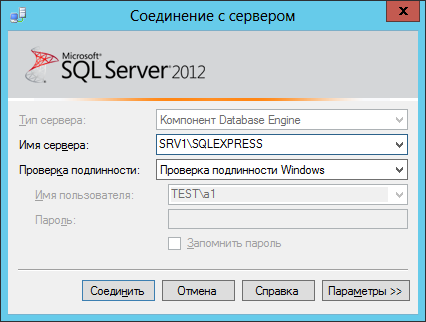 Соединение с сервером
x
Microsoft
SQL Server 2012
Тип сервера: Компонент Database Engine
Имя сервера: SRV1\SQLEXPRESS
Проверка подлинности: Проверка подлинности Windows
Имя пользователя: TEST\a1
Пароль:
Запомнить пароль
Соединить Отмена Справка Параметры >>